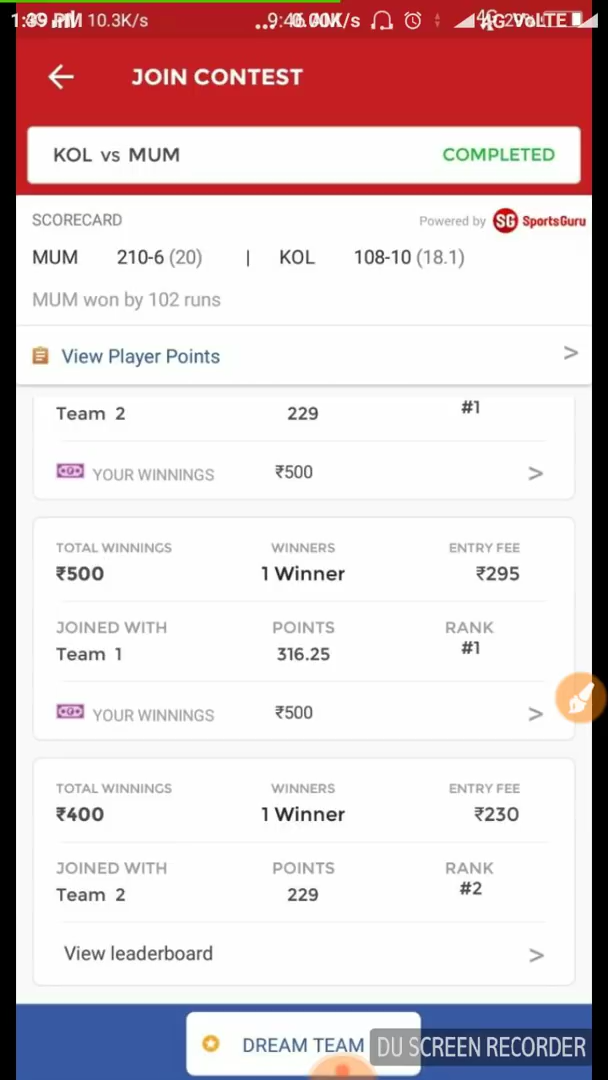 10.3K/s
JOIN CONTEST
KOL vs MUM COMPLETED
SCORECARD Powered by SG SportsGuru
MUM 210-6 (20) | KOL 108-10 (18.1)
MUM won by 102 runs
View Player Points >
Team 2 229 #1
YOUR WINNINGS ₹500 >
TOTAL WINNINGS WINNERS ENTRY FEE
₹500 1 Winner ₹295
JOINED WITH POINTS RANK
Team 1 316.25 #1
YOUR WINNINGS ₹500 >
TOTAL WINNINGS WINNERS ENTRY FEE
₹400 1 Winner ₹230
JOINED WITH POINTS RANK
Team 2 229 #2
View leaderboard >
DREAM TEAM DU SCREEN RECORDER